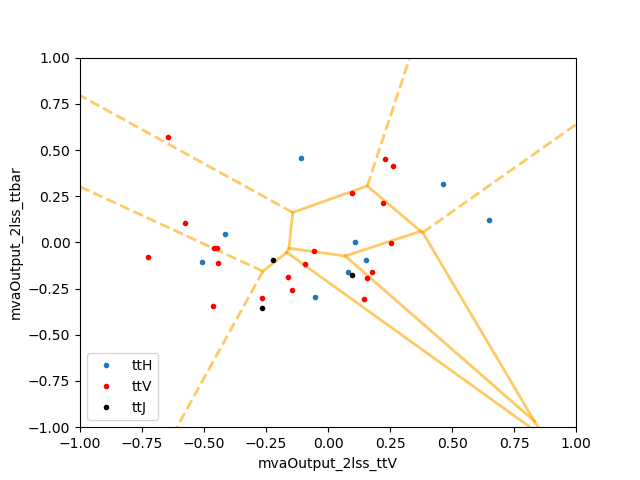 1.00
0.75
0.50
0.25
0.00
−0.25
−0.50
−0.75
−1.00
mvaOutput_2lss_ttbar
ttH
ttV
ttJ
−1.00 −0.75 −0.50 −0.25 0.00 0.25 0.50 0.75 1.00
mvaOutput_2lss_ttV